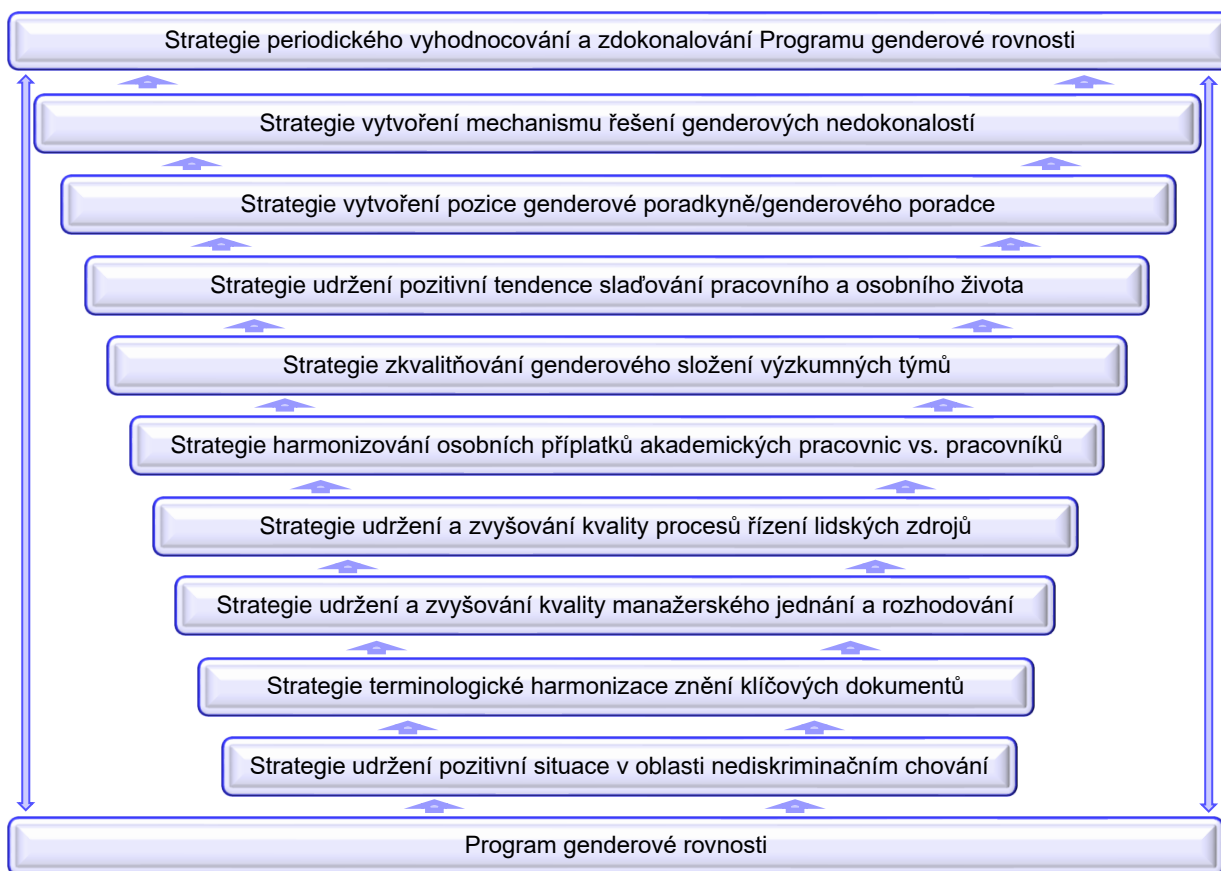 Strategie periodického vyhodnocování a zdokonalování Programu genderové rovnosti
Strategie vytvoření mechanismu řešení genderových nedokonalostí
Strategie vytvoření pozice genderové poradkyně/genderového poradce
Strategie udržení pozitivní tendence slaďování pracovního a osobního života
Strategie zkvalitňování genderového složení výzkumných týmů
Strategie harmonizování osobních příplatků akademických pracovnic vs. pracovníků
Strategie udržení a zvyšování kvality procesů řízení lidských zdrojů
Strategie udržení a zvyšování kvality manažerského jednání a rozhodování
Strategie terminologické harmonizace znění klíčových dokumentů
Strategie udržení pozitivní situace v oblasti nediskriminačním chování
Program genderové rovnosti